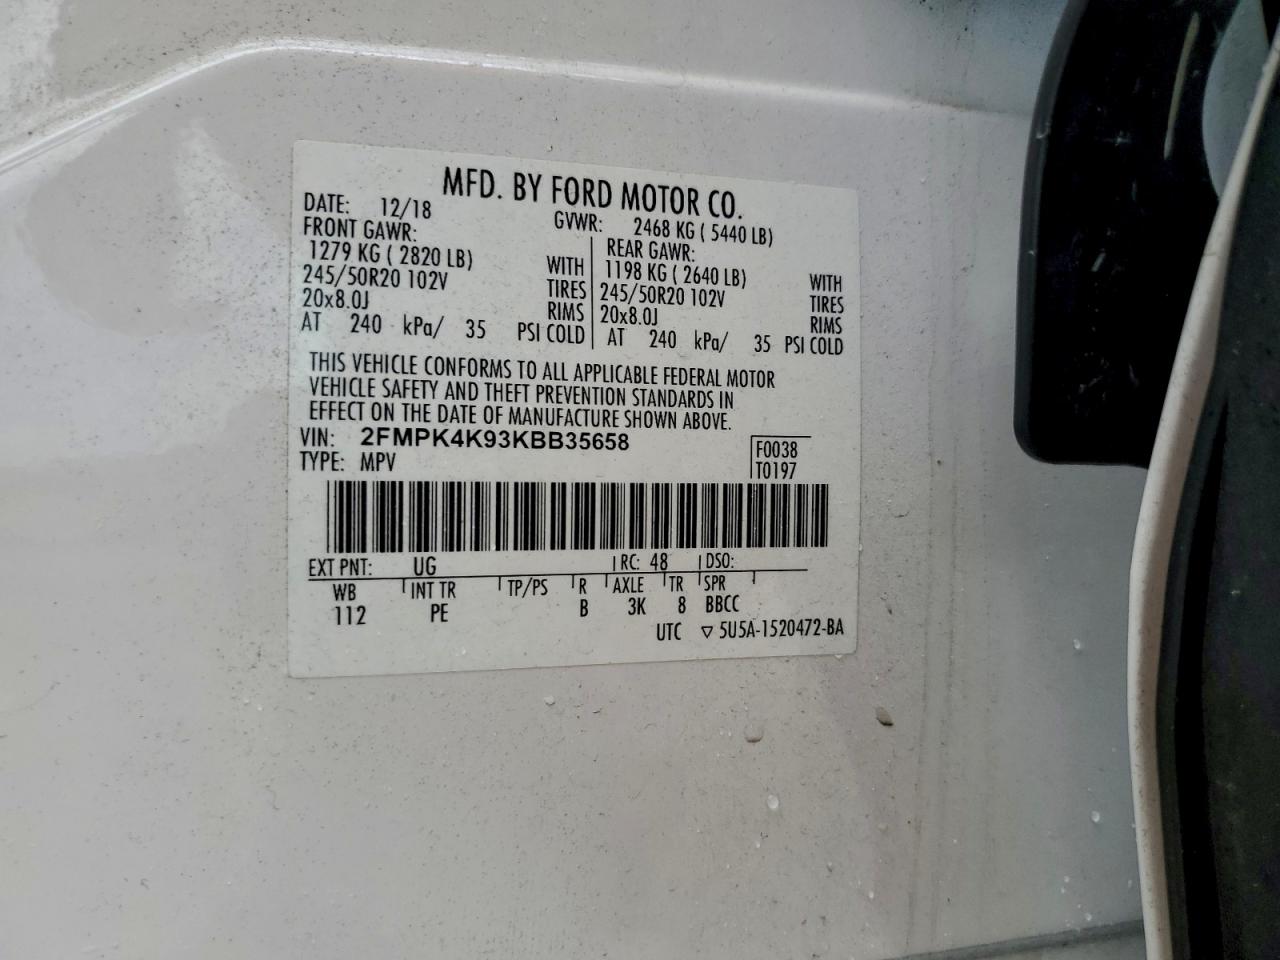 MFD. BY FORD MOTOR CO.
DATE: 12/18 GVWR: 2468 KG ( 5440 LB)
FRONT GAWR: REAR GAWR:
1279 KG ( 2820 LB) WITH 1198 KG ( 2640 LB) WITH
245/50R20 102V TIRES 245/50R20 102V TIRES
20x8.0J RIMS 20x8.0J RIMS
AT 240 kPa/ 35 PSI COLD AT 240 kPa/ 35 PSI COLD
THIS VEHICLE CONFORMS TO ALL APPLICABLE FEDERAL MOTOR
VEHICLE SAFETY AND THEFT PREVENTION STANDARDS IN
EFFECT ON THE DATE OF MANUFACTURE SHOWN ABOVE.
VIN: 2FMPK4K93KBB35658 F0038
TYPE: MPV T0197
EXT PNT: UG RC: 48 DSO:
WB INT TR TP/PS R AXLE TR SPR
112 PE B 3K 8 BBCC
UTC ▽ 5U5A-1520472-BA